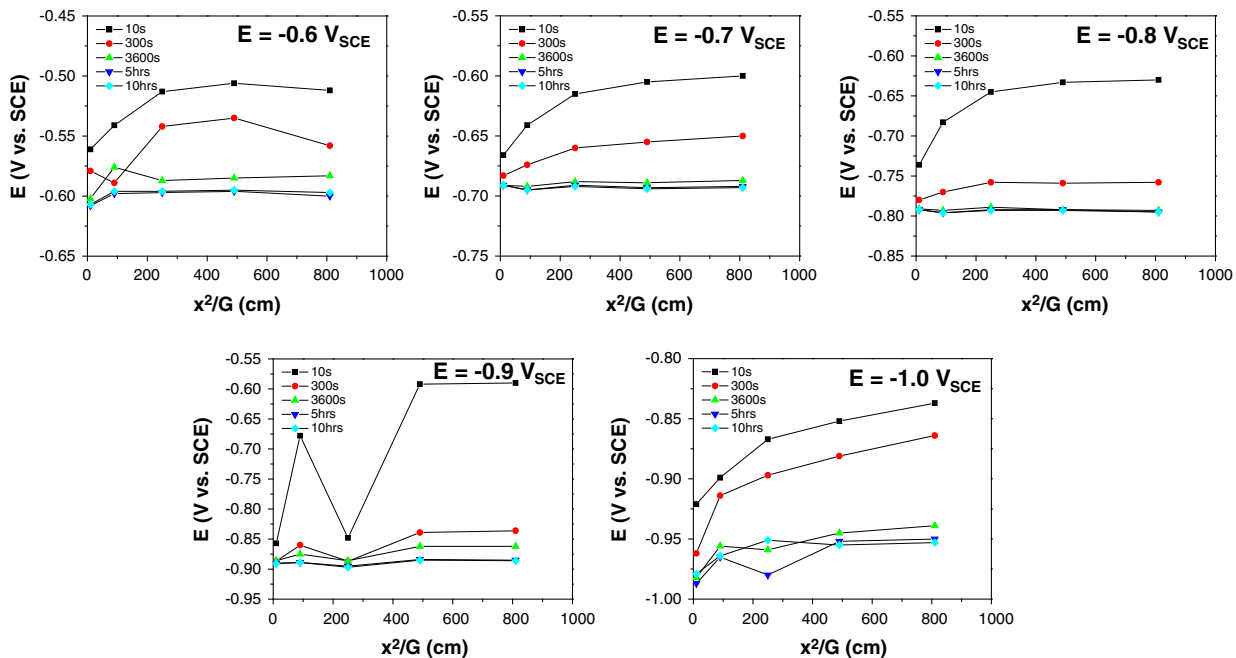 E = -0.6 V_SCE
10s
300s
3600s
5hrs
10hrs
-0.45
-0.50
-0.55
-0.60
-0.65
E (V vs. SCE)
0 200 400 600 800 1000
x²/G (cm)
E = -0.7 V_SCE
10s
300s
3600s
5hrs
10hrs
-0.55
-0.60
-0.65
-0.70
-0.75
E (V vs. SCE)
0 200 400 600 800 1000
x²/G (cm)
E = -0.8 V_SCE
10s
300s
3600s
5hrs
10hrs
-0.55
-0.60
-0.65
-0.70
-0.75
-0.80
-0.85
E (V vs. SCE)
0 200 400 600 800 1000
x²/G (cm)
E = -0.9 V_SCE
10s
300s
3600s
5hrs
10hrs
-0.55
-0.60
-0.65
-0.70
-0.75
-0.80
-0.85
-0.90
-0.95
E (V vs. SCE)
0 200 400 600 800 1000
x²/G (cm)
E = -1.0 V_SCE
10s
300s
3600s
5hrs
10hrs
-0.80
-0.85
-0.90
-0.95
-1.00
E (V vs. SCE)
0 200 400 600 800 1000
x²/G (cm)